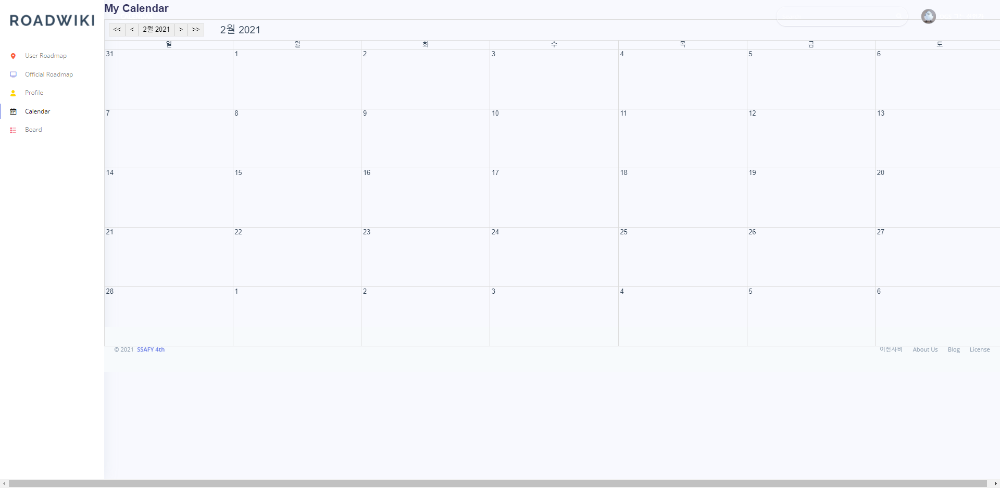 ROADWIKI
User Roadmap
Official Roadmap
Profile
Calendar
Board
My Calendar
<< < 2월 2021 > >> 2월 2021
일 월 화 수 목 금 토
31 1 2 3 4 5 6
7 8 9 10 11 12 13
14 15 16 17 18 19 20
21 22 23 24 25 26 27
28 1 2 3 4 5 6
© 2021 SSAFY 4th 이전사비 About Us Blog License